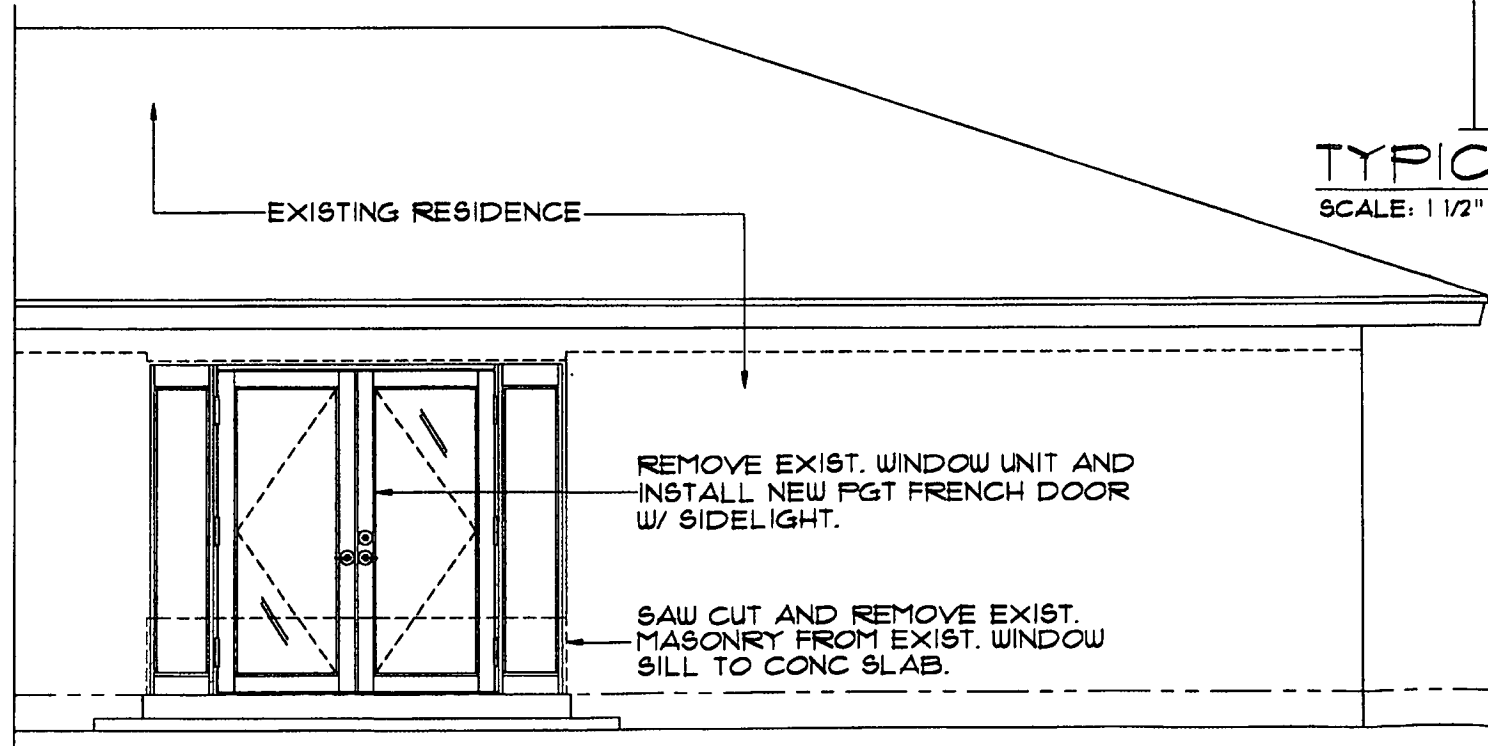 TYPIC
SCALE: 1 1/2"
EXISTING RESIDENCE
REMOVE EXIST. WINDOW UNIT AND
INSTALL NEW PGT FRENCH DOOR
W/ SIDELIGHT.
SAW CUT AND REMOVE EXIST.
MASONRY FROM EXIST. WINDOW
SILL TO CONC SLAB.